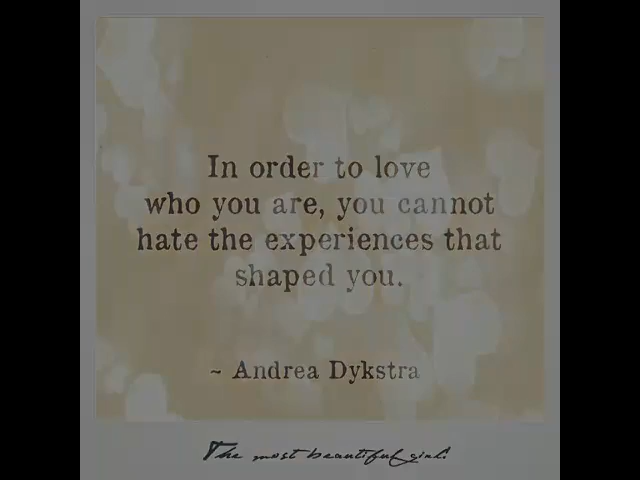 In order to love
who you are, you cannot
hate the experiences that
shaped you.
~ Andrea Dykstra
The most beautiful girl!